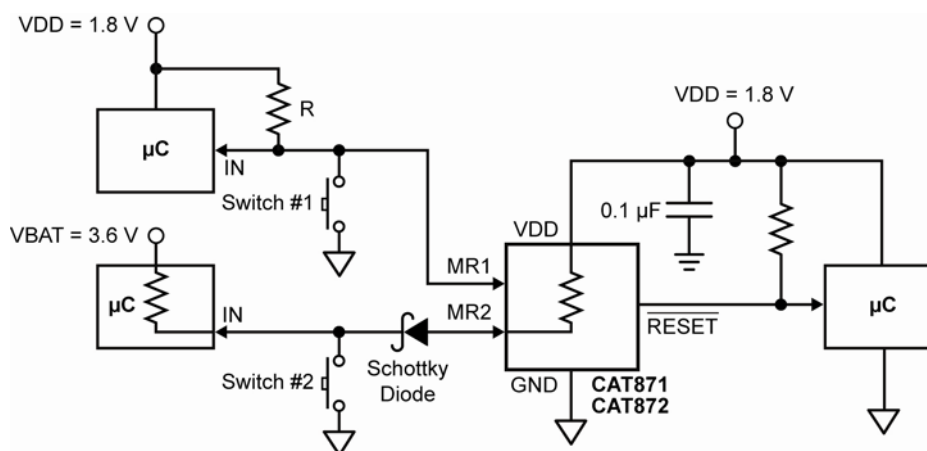 VDD = 1.8 V
R
µC
IN
Switch #1
VDD = 1.8 V
0.1 µF
VDD
VBAT = 3.6 V
MR1
µC
IN
MR2
RESET
µC
Schottky
Diode
Switch #2
GND
CAT871
CAT872